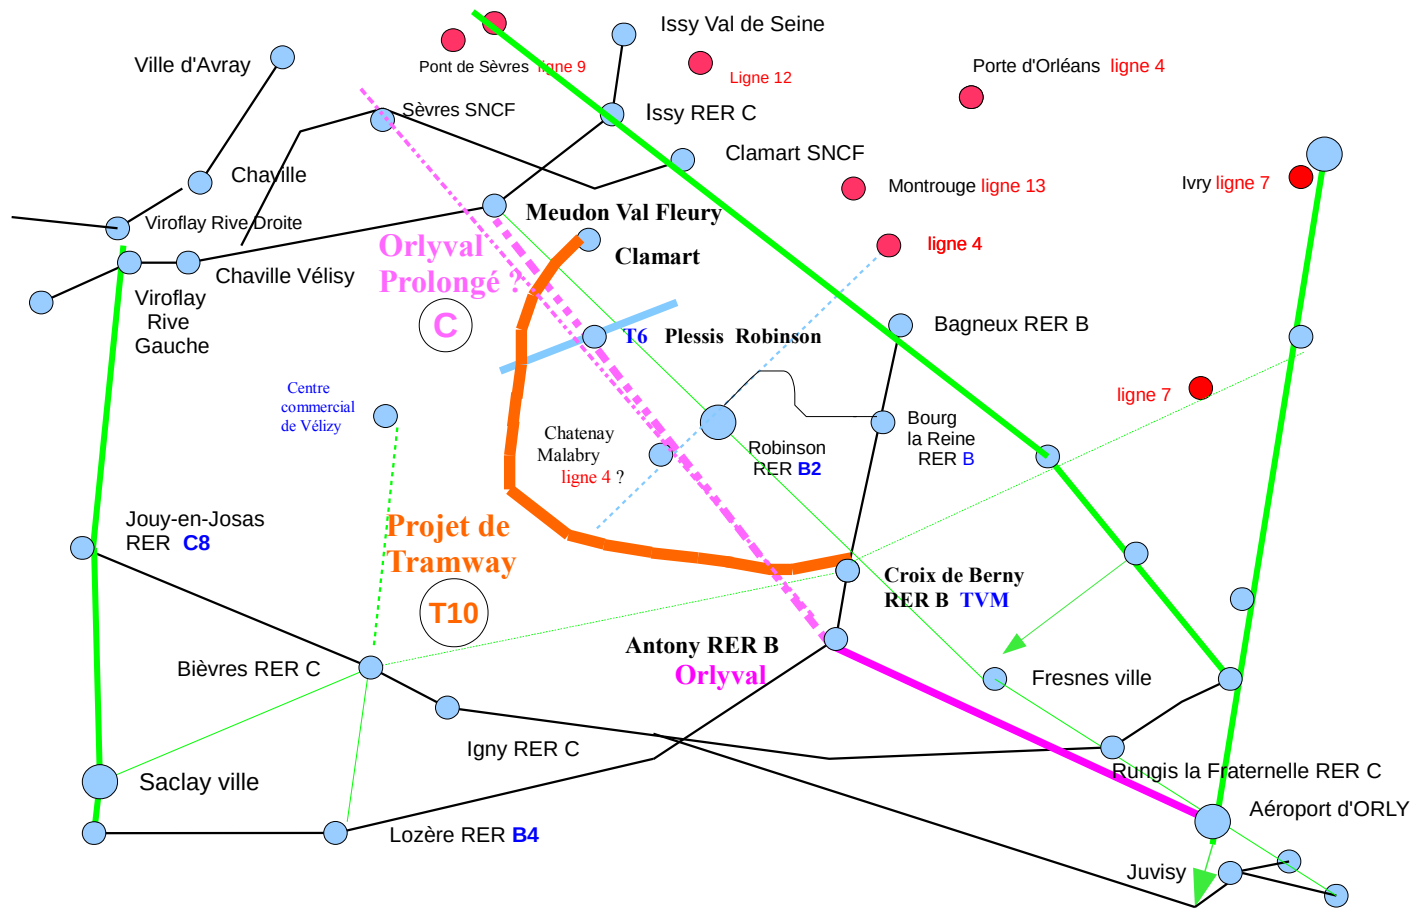 Issy Val de Seine
Ville d'Avray
Pont de Sèvres ligne 9
Ligne 12
Porte d'Orléans ligne 4
Sèvres SNCF
Issy RER C
Clamart SNCF
Chaville
Montrouge ligne 13
Ivry ligne 7
Viroflay Rive Droite
Meudon Val Fleury
Orlyval
Prolongé ?
C
Clamart
ligne 4
Chaville Vélisy
Viroflay
Rive
Gauche
T6 Plessis Robinson
Bagneux RER B
Centre
commercial
de Vélizy
ligne 7
Chatenay
Malabry
ligne 4 ?
Robinson
RER B2
Bourg
la Reine
RER B
Jouy-en-Josas
RER C8
Projet de
Tramway
T10
Croix de Berny
RER B TVM
Antony RER B
Orlyval
Bièvres RER C
Fresnes ville
Igny RER C
Rungis la Fraternelle RER C
Saclay ville
Aéroport d'ORLY
Lozère RER B4
Juvisy